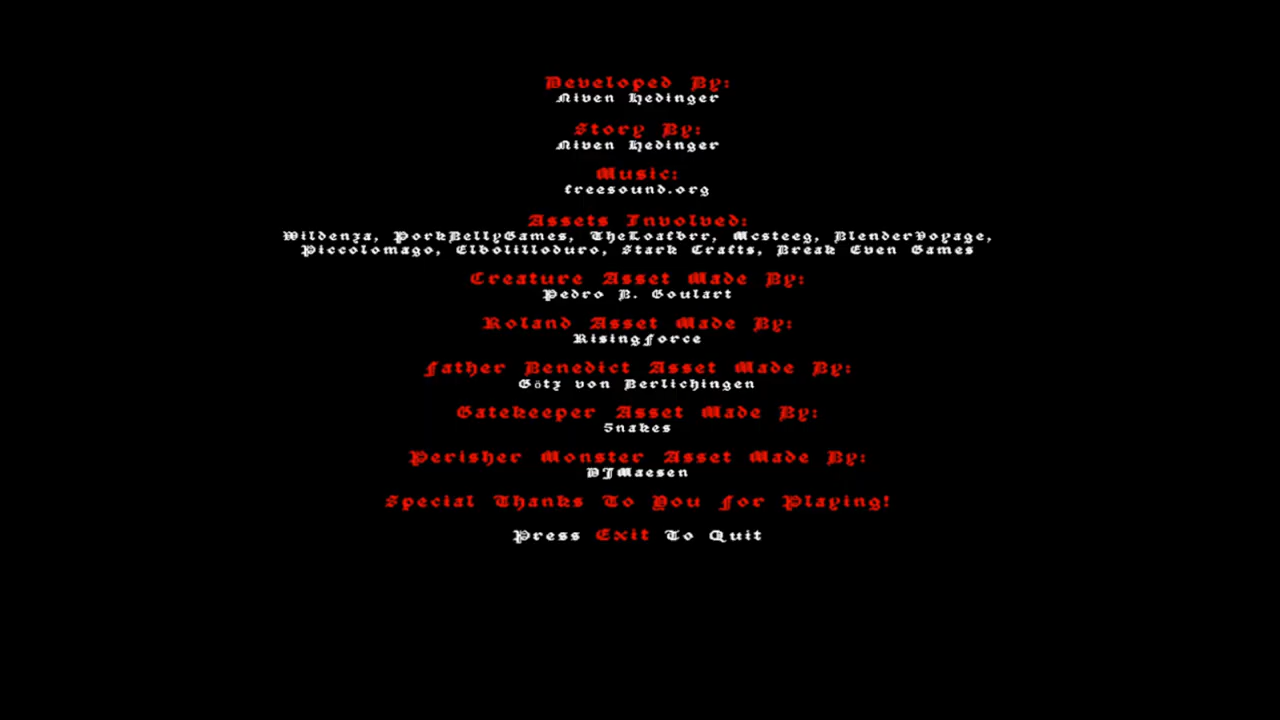 Developed By:
Niven Hedinger
Story By:
Niven Hedinger
Music:
freesound.org
Assets Involved:
Wildenza, PorkBellyGames, TheLoafbrr, Mcsteeg, BlenderVoyage,
Piccolomago, Elbolilloduro, Stark Crafts, Break Even Games
Creature Asset Made By:
Pedro B. Goulart
Roland Asset Made By:
RisingForce
Father Benedict Asset Made By:
Götz von Berlichingen
Gatekeeper Asset Made By:
5nakes
Perisher Monster Asset Made By:
DJMaesen
Special Thanks To You For Playing!
Press Exit To Quit